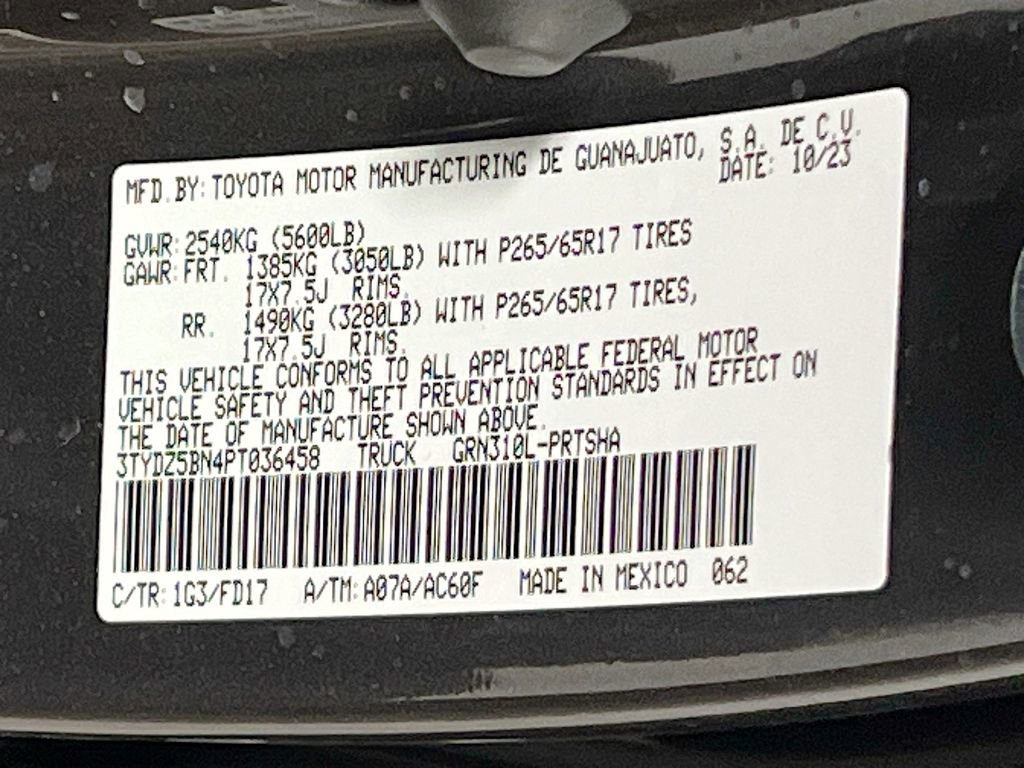 MFD.BY:TOYOTA MOTOR MANUFACTURING DE GUANAJUATO, S.A. DE C.V.
DATE: 10/23
GVWR:2540KG (5600LB)
GAWR:FRT. 1385KG (3050LB) WITH P265/65R17 TIRES
17X7.5J RIMS.
RR. 1490KG (3280LB) WITH P265/65R17 TIRES,
17X7.5J RIMS.
THIS VEHICLE CONFORMS TO ALL APPLICABLE FEDERAL MOTOR
VEHICLE SAFETY AND THEFT PREVENTION STANDARDS IN EFFECT ON
THE DATE OF MANUFACTURE SHOWN ABOVE.
3TYDZ5BN4PT036458 TRUCK GRN310L-PRTSHA
C/TR:1G3/FD17 A/TM:A07A/AC60F MADE IN MEXICO 062